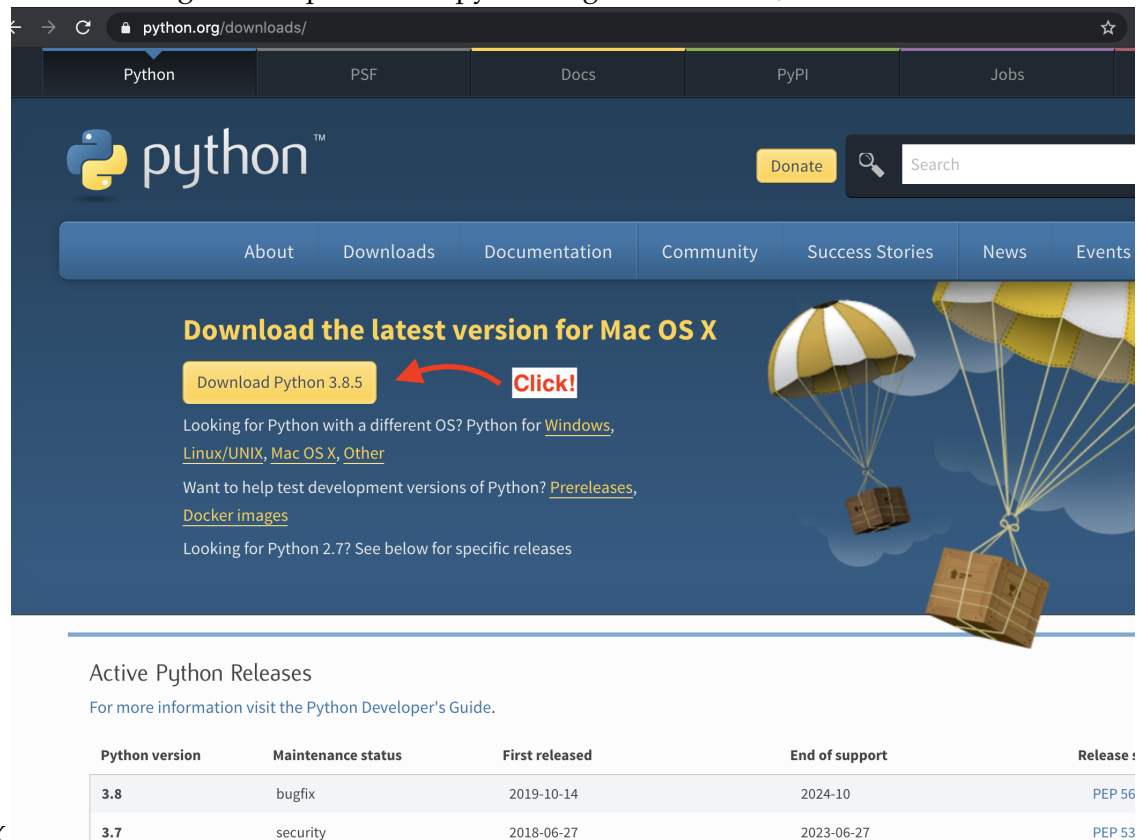 python.org/downloads/
Python PSF Docs PyPI Jobs
python™
Donate
Search
About Downloads Documentation Community Success Stories News Events
Download the latest version for Mac OS X
Download Python 3.8.5
Click!
Looking for Python with a different OS? Python for Windows,
Linux/UNIX, Mac OS X, Other
Want to help test development versions of Python? Prereleases,
Docker images
Looking for Python 2.7? See below for specific releases
Active Python Releases
For more information visit the Python Developer's Guide.
Python version Maintenance status First released End of support Release
3.8 bugfix 2019-10-14 2024-10 PEP 56
3.7 security 2018-06-27 2023-06-27 PEP 53